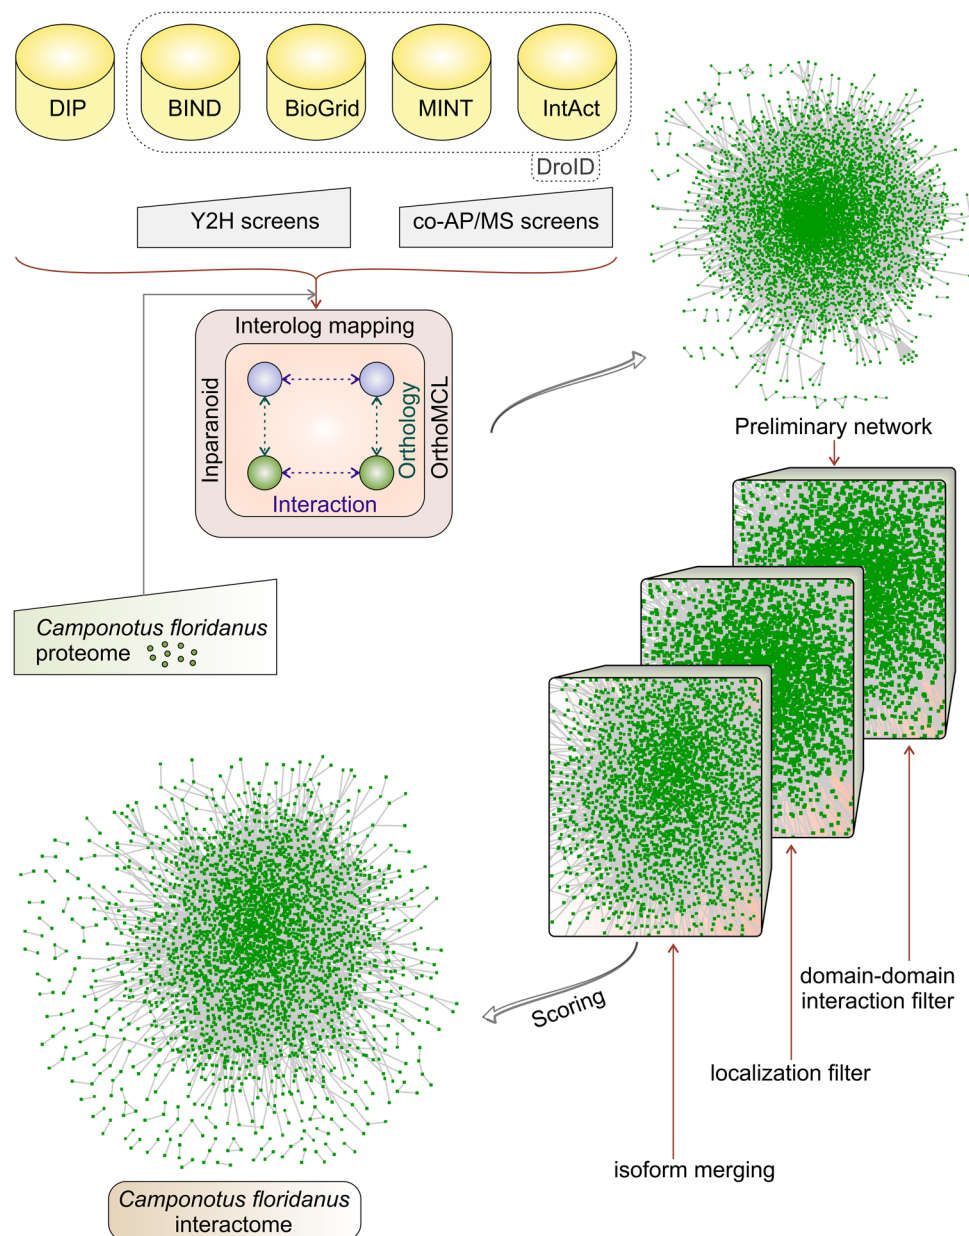 DIP
BIND
BioGrid
MINT
IntAct
DroID
Y2H screens
co-AP/MS screens
Interolog mapping
Inparanoid
Orthology
OrthoMCL
Interaction
Preliminary network
Camponotus floridanus
proteome
domain-domain
interaction filter
localization filter
isoform merging
Scoring
Camponotus floridanus
interactome